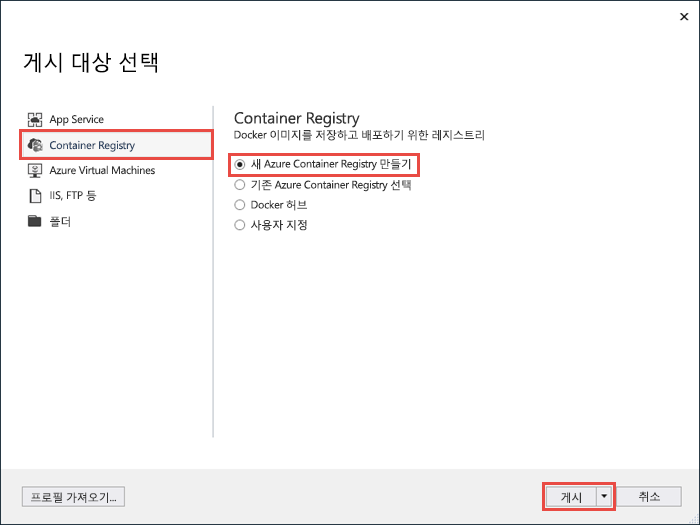 게시 대상 선택
App Service
Container Registry
Azure Virtual Machines
IIS, FTP 등
폴더
Container Registry
Docker 이미지를 저장하고 배포하기 위한 레지스트리
새 Azure Container Registry 만들기
기존 Azure Container Registry 선택
Docker 허브
사용자 지정
프로필 가져오기...
게시
취소